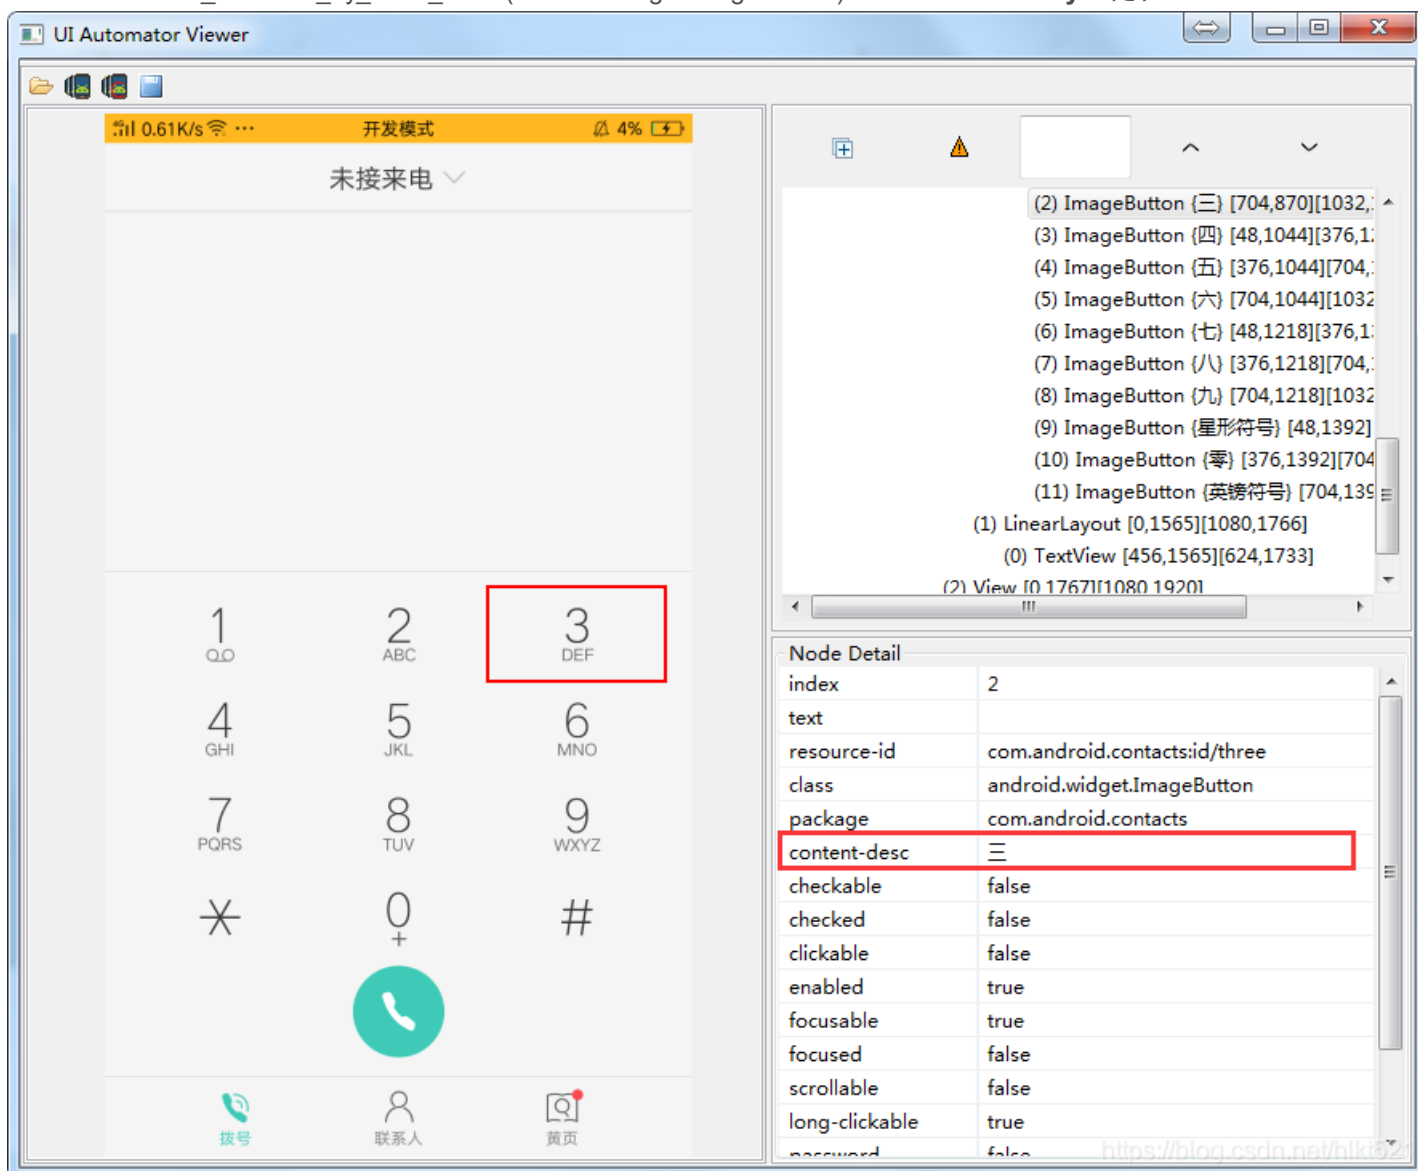 UI Automator Viewer
0.61K/s ···
开发模式
4%
未接来电
1
2
ABC
3
DEF
4
GHI
5
JKL
6
MNO
7
PQRS
8
TUV
9
WXYZ
0
+
#
拨号
联系人
黄页
(2) ImageButton {三} [704,870][1032,
(3) ImageButton {四} [48,1044][376,1
(4) ImageButton {五} [376,1044][704,
(5) ImageButton {六} [704,1044][1032
(6) ImageButton {七} [48,1218][376,1
(7) ImageButton {八} [376,1218][704,
(8) ImageButton {九} [704,1218][1032
(9) ImageButton {星形符号} [48,1392]
(10) ImageButton {零} [376,1392][704
(11) ImageButton {英镑符号} [704,139
(1) LinearLayout [0,1565][1080,1766]
(0) TextView [456,1565][624,1733]
(2) View [0,1767][1080,1920]
Node Detail
index 2
text
resource-id com.android.contacts:id/three
class android.widget.ImageButton
package com.android.contacts
content-desc 三
checkable false
checked false
clickable false
enabled true
focusable true
focused false
scrollable false
long-clickable true
password false